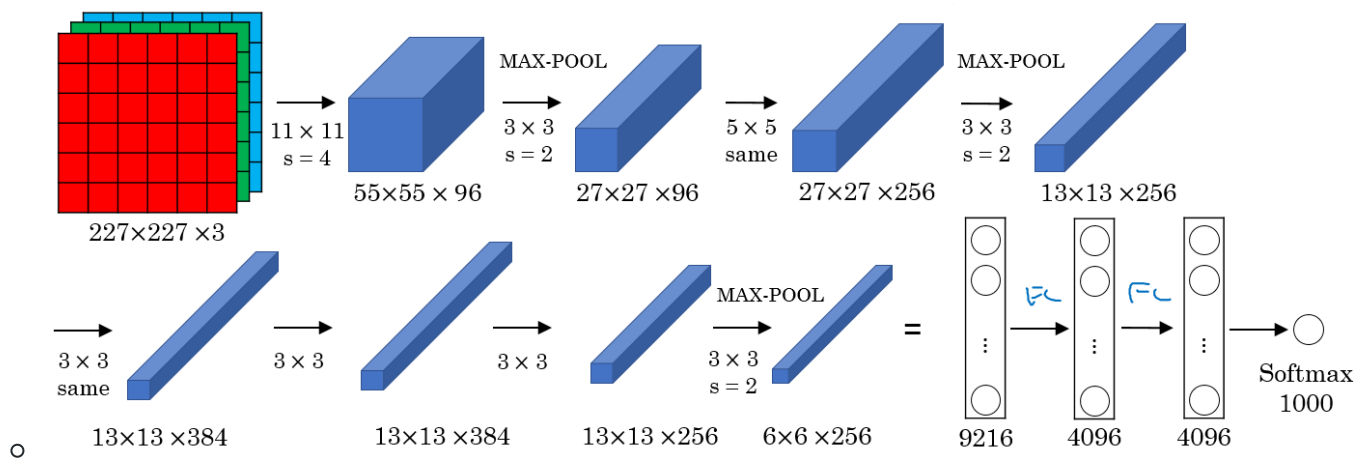 227×227 ×3
11 × 11
s = 4
55×55 × 96
MAX-POOL
3 × 3
s = 2
27×27 ×96
5 × 5
same
27×27 ×256
MAX-POOL
3 × 3
s = 2
13×13 ×256
3 × 3
same
13×13 ×384
3 × 3
13×13 ×384
3 × 3
13×13 ×256
MAX-POOL
3 × 3
s = 2
6×6 ×256
=
...
9216
FC
...
4096
FC
...
4096
Softmax
1000